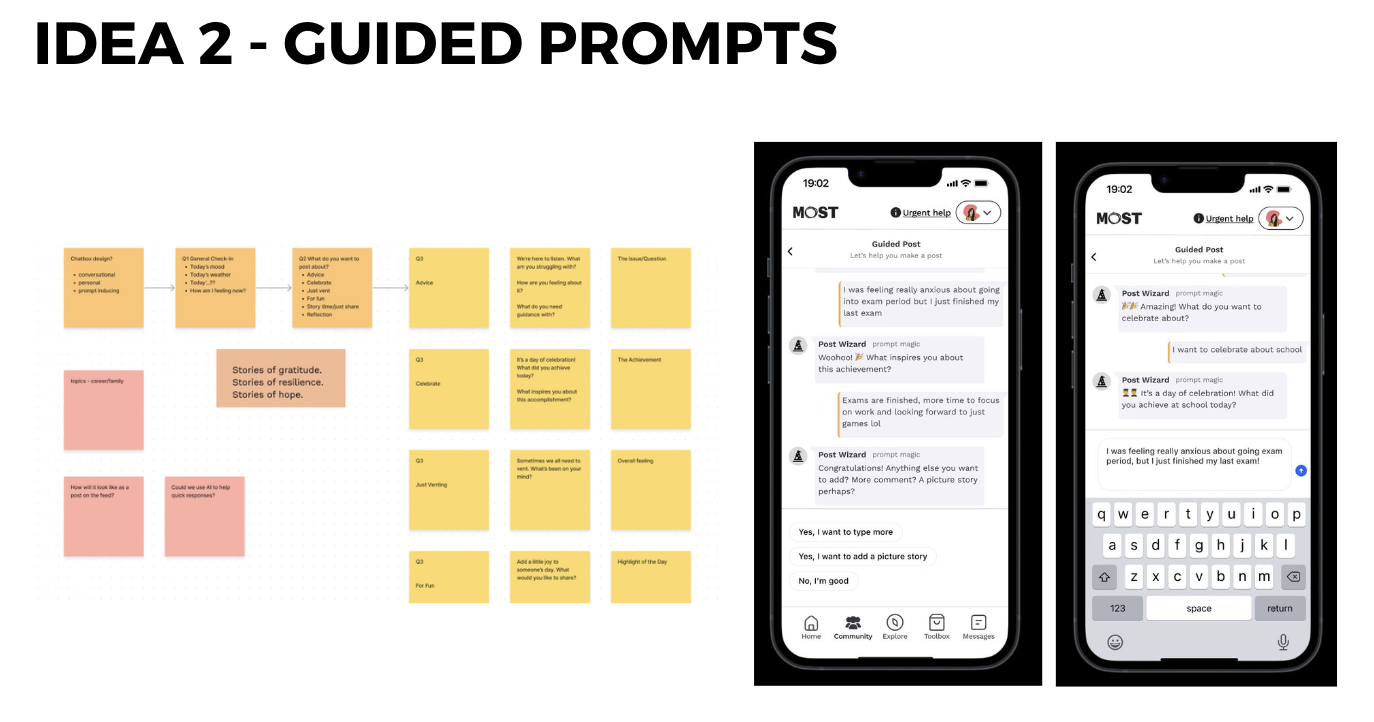 IDEA 2 - GUIDED PROMPTS
Chatbox design?
conversational
personal
prompt inducing
Q1 General Check-in
Today's mood
Today's weather
Today'...??
How am I feeling now?
Q2 What do you want to
post about?
Advice
Celebrate
Just vent
For fun
Story time/just share
Reflection
Q3
Advice
We're here to listen. What
are you struggling with?
How are you feeling about
it?
What do you need
guidance with?
The Issue/Question
Stories of gratitude.
Stories of resilience.
Stories of hope.
topics - career/family
Q3
Celebrate
It's a day of celebration!
What did you achieve
today?
What inspires you about
this accomplishment?
The Achievement
How will it look like as a
post on the feed?
Could we use AI to help
quick responses?
Q3
Just Venting
Sometimes we all need to
vent. What's been on your
mind?
Overall feeling
Q3
For Fun
Add a little joy to
someone's day. What
would you like to share?
Highlight of the Day
19:02
MOST
Urgent help
Guided Post
Let's help you make a post
I was feeling really anxious about going
into exam period but I just finished my
last exam
Post Wizard prompt magic
Woohoo! 🎉 What inspires you about
this achievement?
Exams are finished, more time to focus
on work and looking forward to just
games lol
Post Wizard prompt magic
Congratulations! Anything else you want
to add? More comment? A picture story
perhaps?
Yes, I want to type more
Yes, I want to add a picture story
No, I'm good
Home Community Explore Toolbox Messages
19:02
MOST
Urgent help
Guided Post
Let's help you make a post
Post Wizard prompt magic
🎉🎉 Amazing! What do you want to
celebrate about?
I want to celebrate about school
Post Wizard prompt magic
It's a day of celebration! What did
you achieve at school today?
I was feeling really anxious about going exam
period, but I just finished my last exam!
q w e r t y u i o p
a s d f g h j k l
z x c v b n m
123 space return